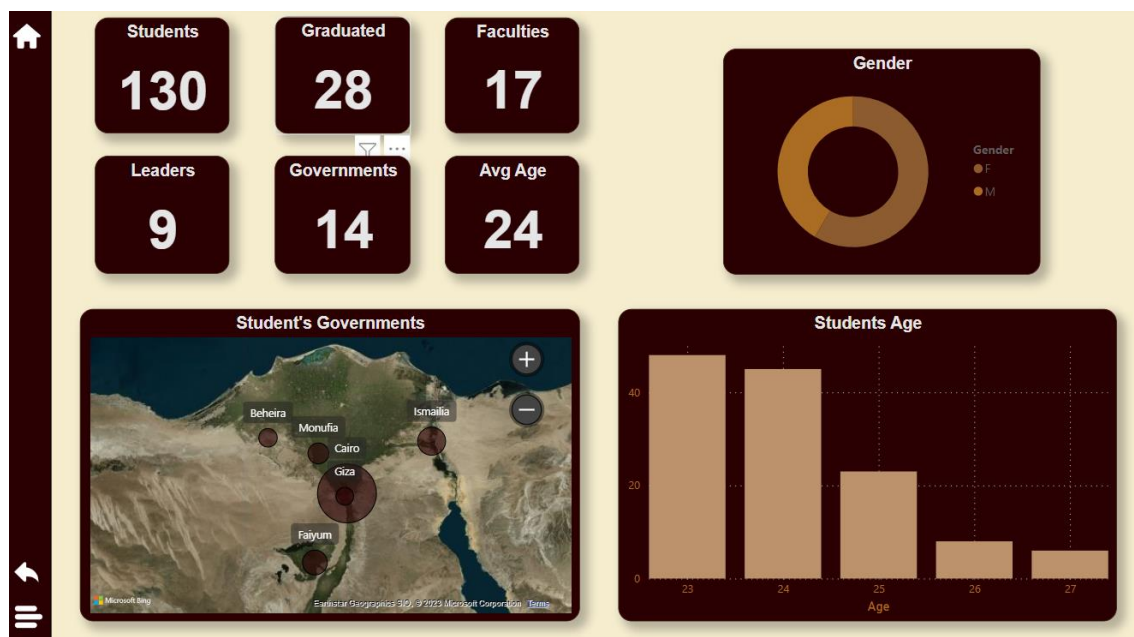 Students
130
Graduated
28
Faculties
17
Leaders
9
Governments
14
Avg Age
24
Gender
Gender
F
M
Student's Governments
Beheira
Monufia
Cairo
Giza
Ismailia
Faiyum
Microsoft Bing
Earthstar Geographics SIO, © 2023 Microsoft Corporation Terms
Students Age
40
20
0
23 24 25 26 27
Age